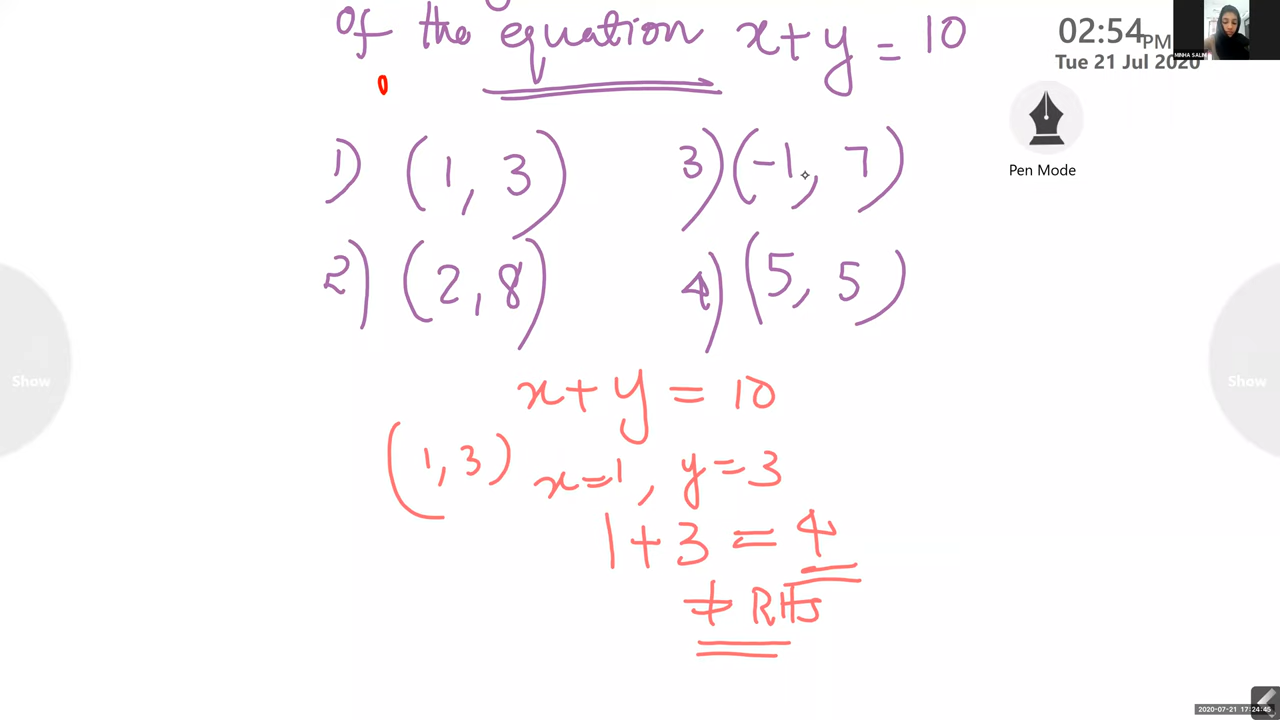 of the equation x+y=10
02:54 PM
Tue 21 Jul 2020
MINHA SALIM
Pen Mode
1) (1, 3) 3) (-1, 7)
2) (2, 8) 4) (5, 5)
Show
Show
x+y = 10
(1, 3) x=1, y=3
1+3 = 4
≠ RHS
2020-07-21 17:24:45